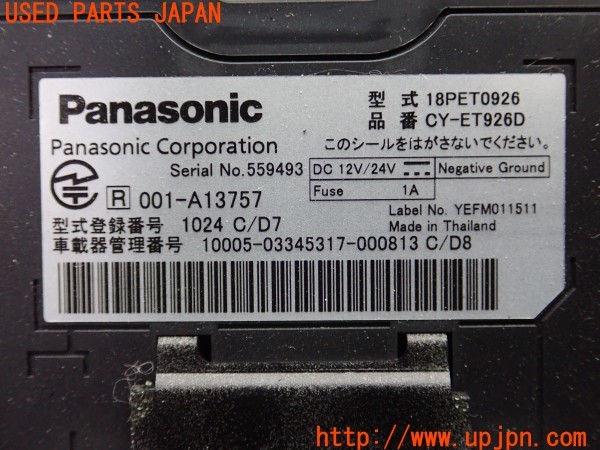 USED PARTS JAPAN
Panasonic
型 式 18PET0926
品 番 CY-ET926D
Panasonic Corporation
このシールをはがさないでください
Serial No.559493
DC 12V/24V
Negative Ground
Fuse 1A
R 001-A13757
Label No. YEFM011511
Made in Thailand
型式登録番号 1024 C/D7
車載器管理番号 10005-03345317-000813 C/D8
http://www.upjpn.com